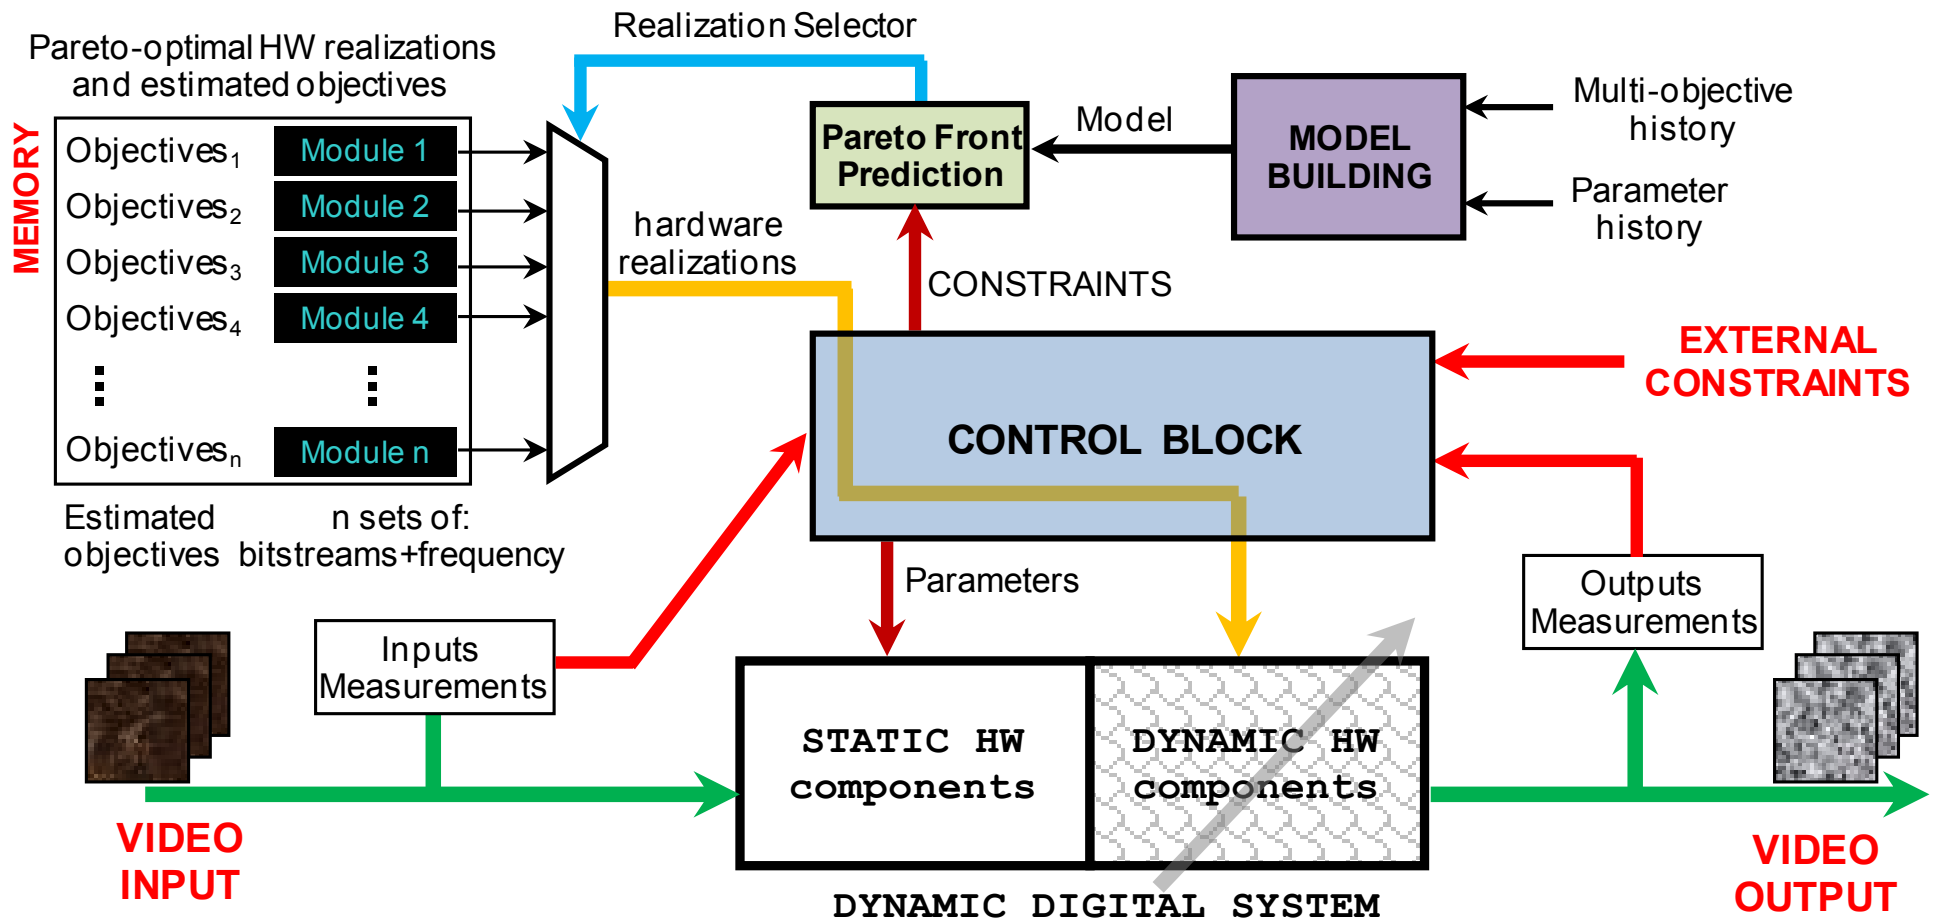 Realization Selector
Pareto-optimal HW realizations
and estimated objectives
MEMORY
Objectives1 Module 1
Objectives2 Module 2
Objectives3 Module 3
Objectives4 Module 4
Objectivesn Module n
Estimated
objectives
n sets of:
bitstreams+frequency
hardware
realizations
Pareto Front
Prediction
Model
MODEL
BUILDING
Multi-objective
history
Parameter
history
CONSTRAINTS
EXTERNAL
CONSTRAINTS
CONTROL BLOCK
Parameters
Inputs
Measurements
Outputs
Measurements
STATIC HW
components
DYNAMIC HW
components
VIDEO
INPUT
VIDEO
OUTPUT
DYNAMIC DIGITAL SYSTEM